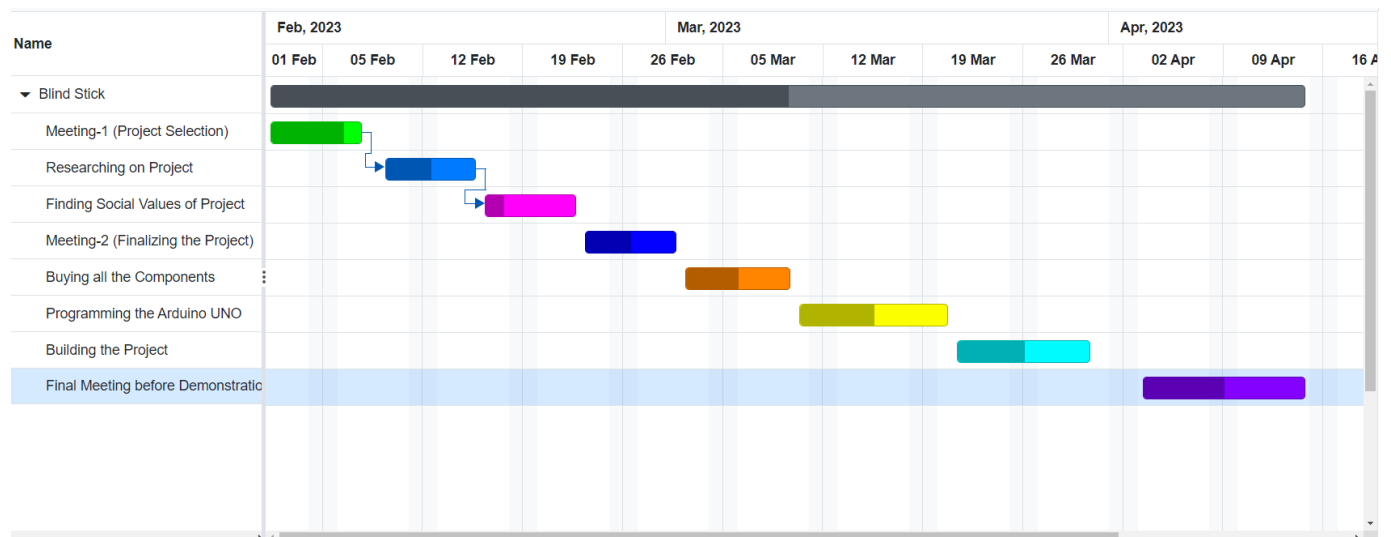 Name
Feb, 2023 Mar, 2023 Apr, 2023
01 Feb 05 Feb 12 Feb 19 Feb 26 Feb 05 Mar 12 Mar 19 Mar 26 Mar 02 Apr 09 Apr 16 A
Blind Stick
Meeting-1 (Project Selection)
Researching on Project
Finding Social Values of Project
Meeting-2 (Finalizing the Project)
Buying all the Components
Programming the Arduino UNO
Building the Project
Final Meeting before Demonstratio